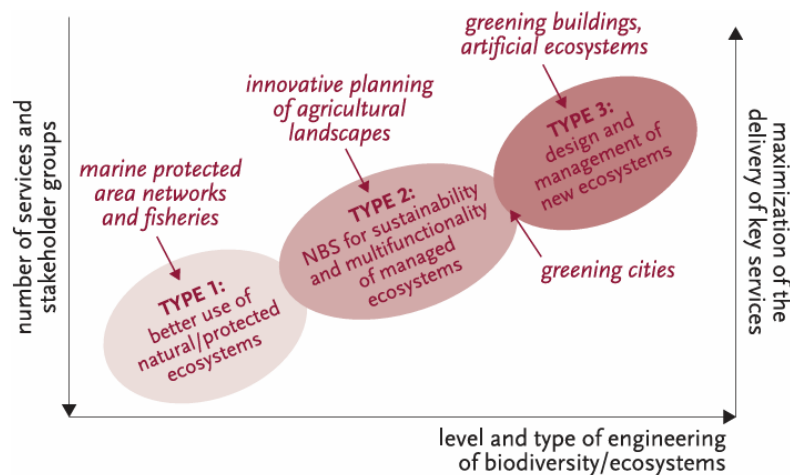 greening buildings,
artificial ecosystems
innovative planning
of agricultural
landscapes
marine protected
area networks
and fisheries
TYPE 3:
design and
management of
new ecosystems
TYPE 2:
NBS for sustainability
and multifunctionality
of managed
ecosystems
greening cities
TYPE 1:
better use of
natural/protected
ecosystems
number of services and
stakeholder groups
maximization of the
delivery of key services
level and type of engineering
of biodiversity/ecosystems